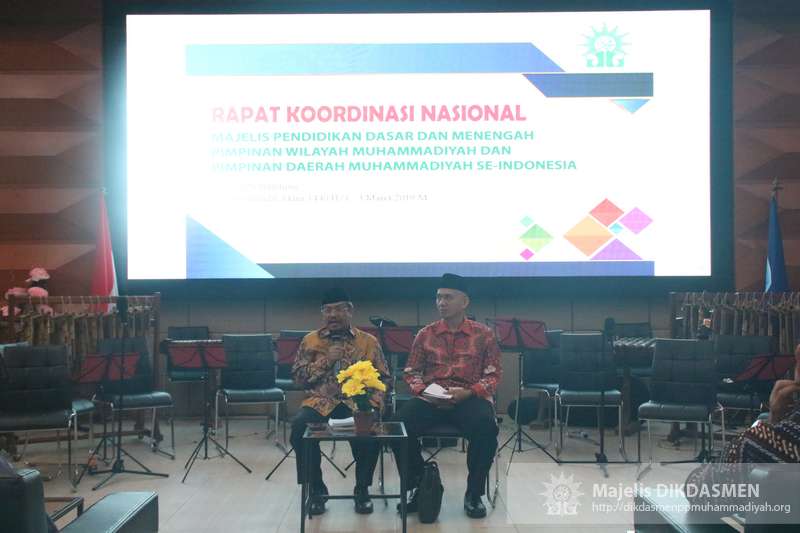 RAPAT KOORDINASI NASIONAL
MAJELIS PENDIDIKAN DASAR DAN MENENGAH
PIMPINAN WILAYAH MUHAMMADIYAH DAN
PIMPINAN DAERAH MUHAMMADIYAH SE-INDONESIA
Majelis DIKDASMEN
http://dikdasmenppmuhammadiyah.org